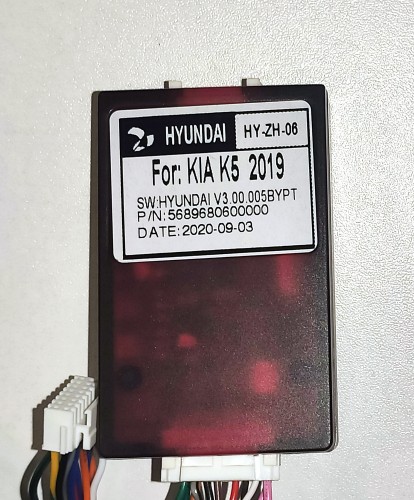 HYUNDAI HY-ZH-06
For: KIA K5 2019
SW:HYUNDAI V3.00.005BYPT
P/N:5689680600000
DATE:2020-09-03